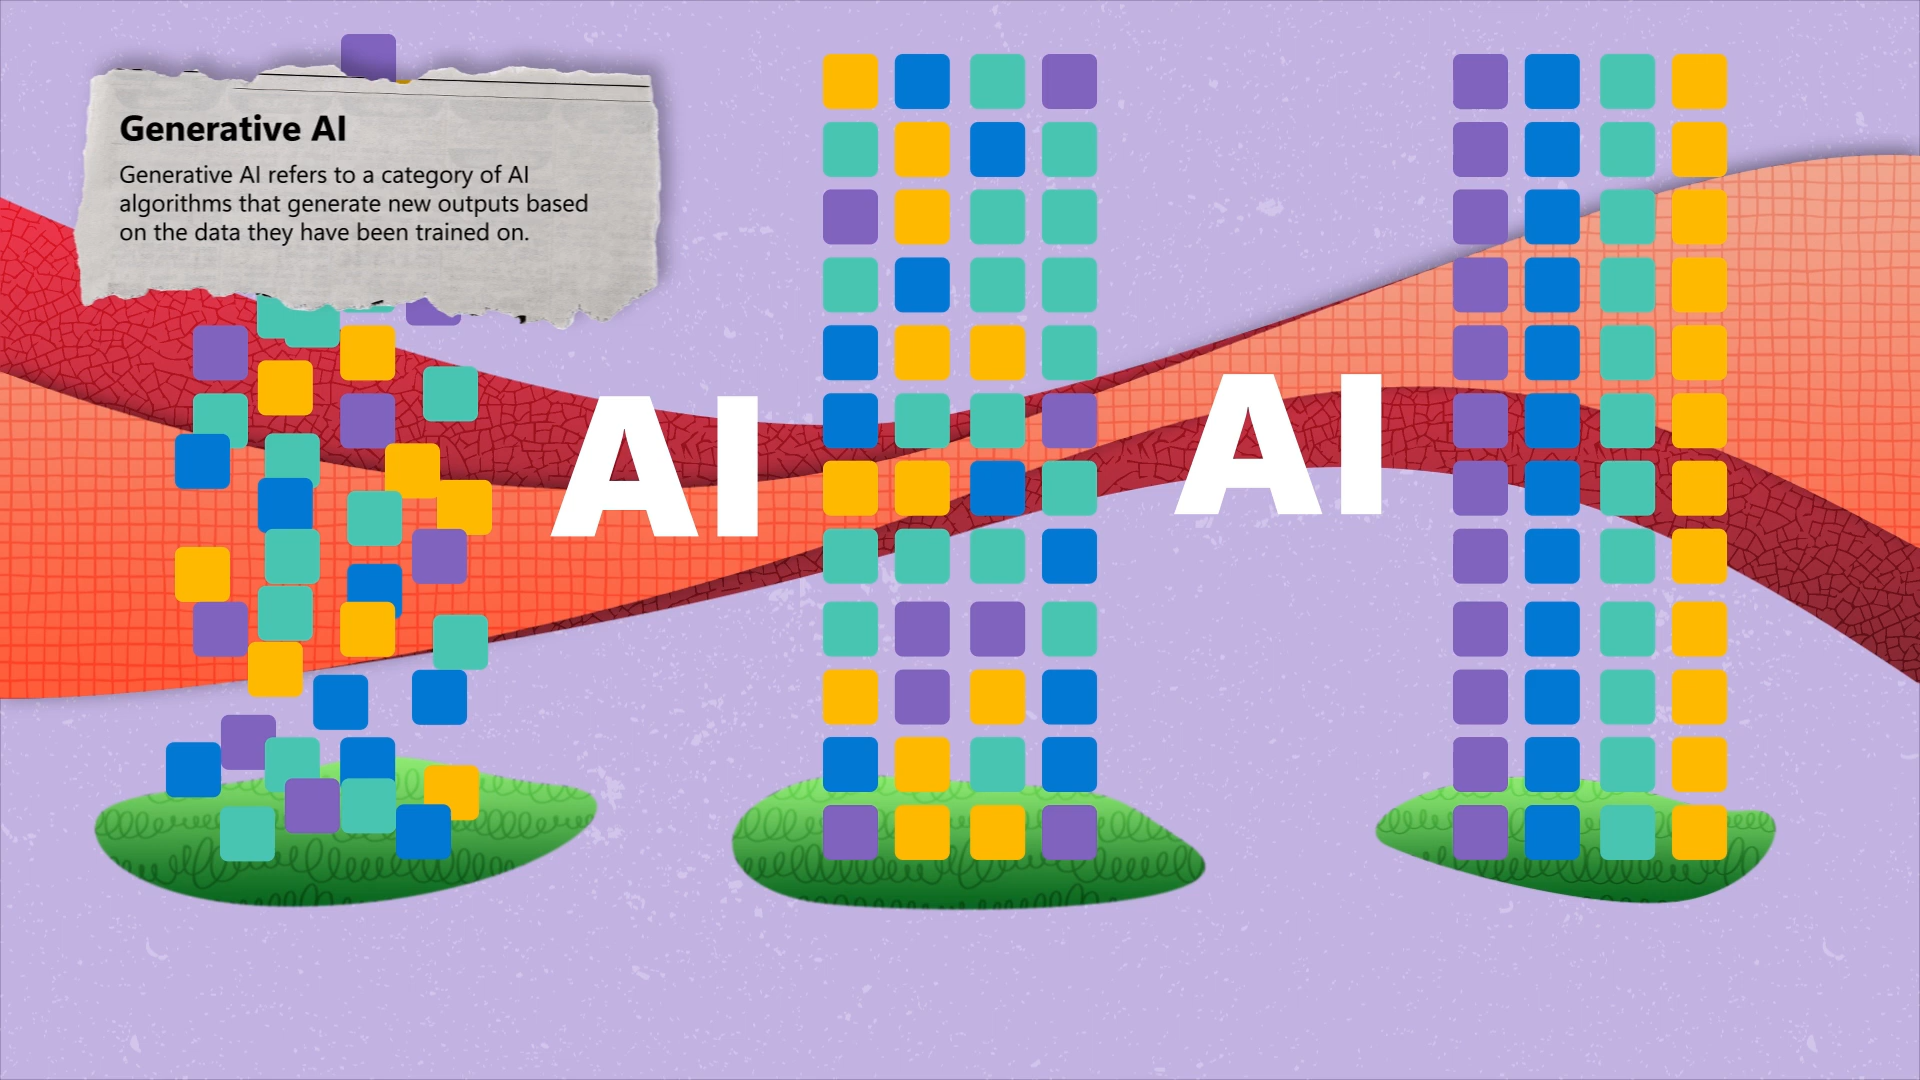 Generative AI
Generative AI refers to a category of AI
algorithms that generate new outputs based
on the data they have been trained on.
AI
AI